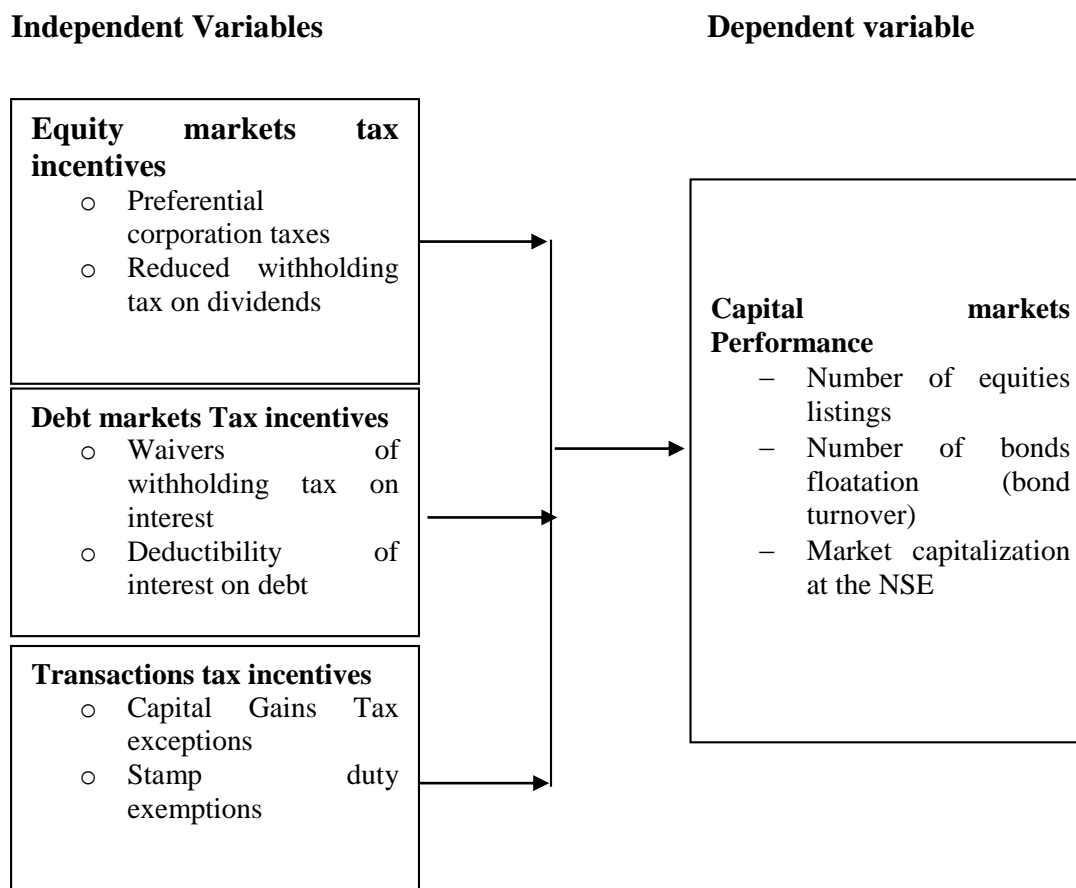 Independent Variables
Dependent variable
Equity markets tax
incentives
o Preferential
corporation taxes
o Reduced withholding
tax on dividends
Debt markets Tax incentives
o Waivers of
withholding tax on
interest
o Deductibility of
interest on debt
Transactions tax incentives
o Capital Gains Tax
exceptions
o Stamp duty
exemptions
Capital markets
Performance
− Number of equities
listings
− Number of bonds
floatation (bond
turnover)
− Market capitalization
at the NSE